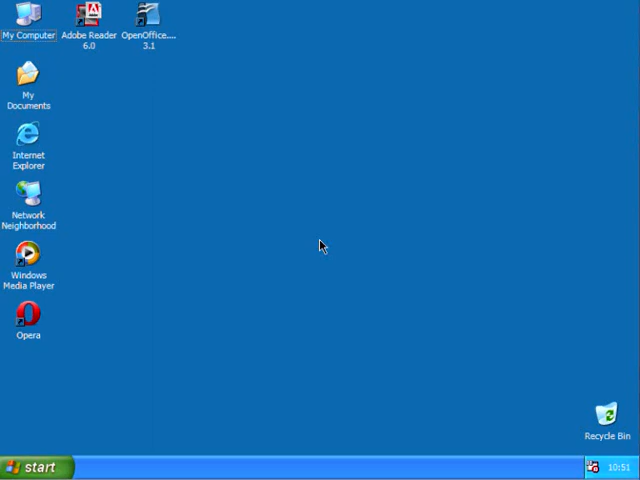 My Computer
Adobe Reader
6.0
OpenOffice....
3.1
My
Documents
Internet
Explorer
Network
Neighborhood
Windows
Media Player
Opera
Recycle Bin
start
10:51